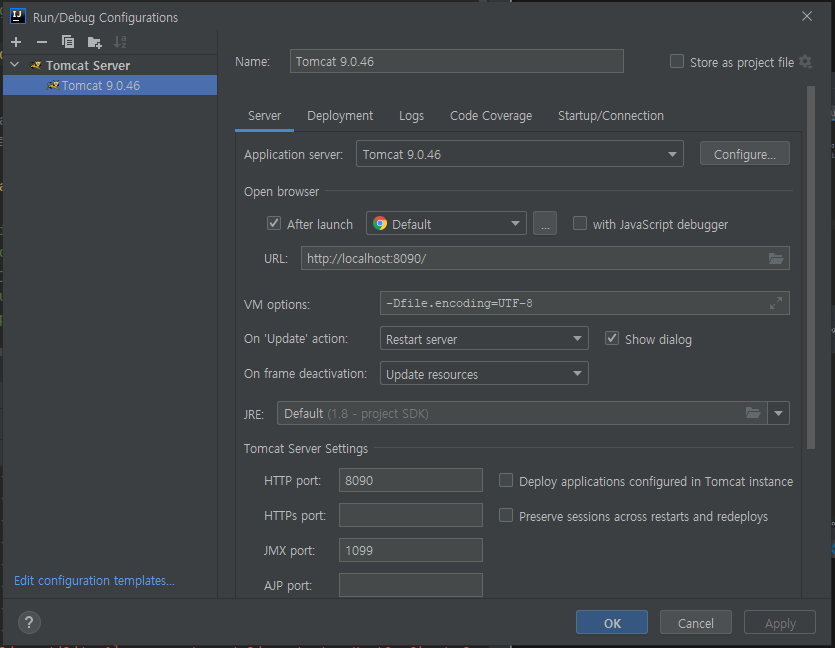 Run/Debug Configurations
Name: Tomcat 9.0.46
Store as project file
Tomcat Server
Tomcat 9.0.46
Server Deployment Logs Code Coverage Startup/Connection
Application server: Tomcat 9.0.46 Configure...
Open browser
After launch Default ... with JavaScript debugger
URL: http://localhost:8090/
VM options: -Dfile.encoding=UTF-8
On 'Update' action: Restart server Show dialog
On frame deactivation: Update resources
JRE: Default (1.8 - project SDK)
Tomcat Server Settings
HTTP port: 8090 Deploy applications configured in Tomcat instance
HTTPs port: Preserve sessions across restarts and redeploys
JMX port: 1099
AJP port:
Edit configuration templates...
? OK Cancel Apply